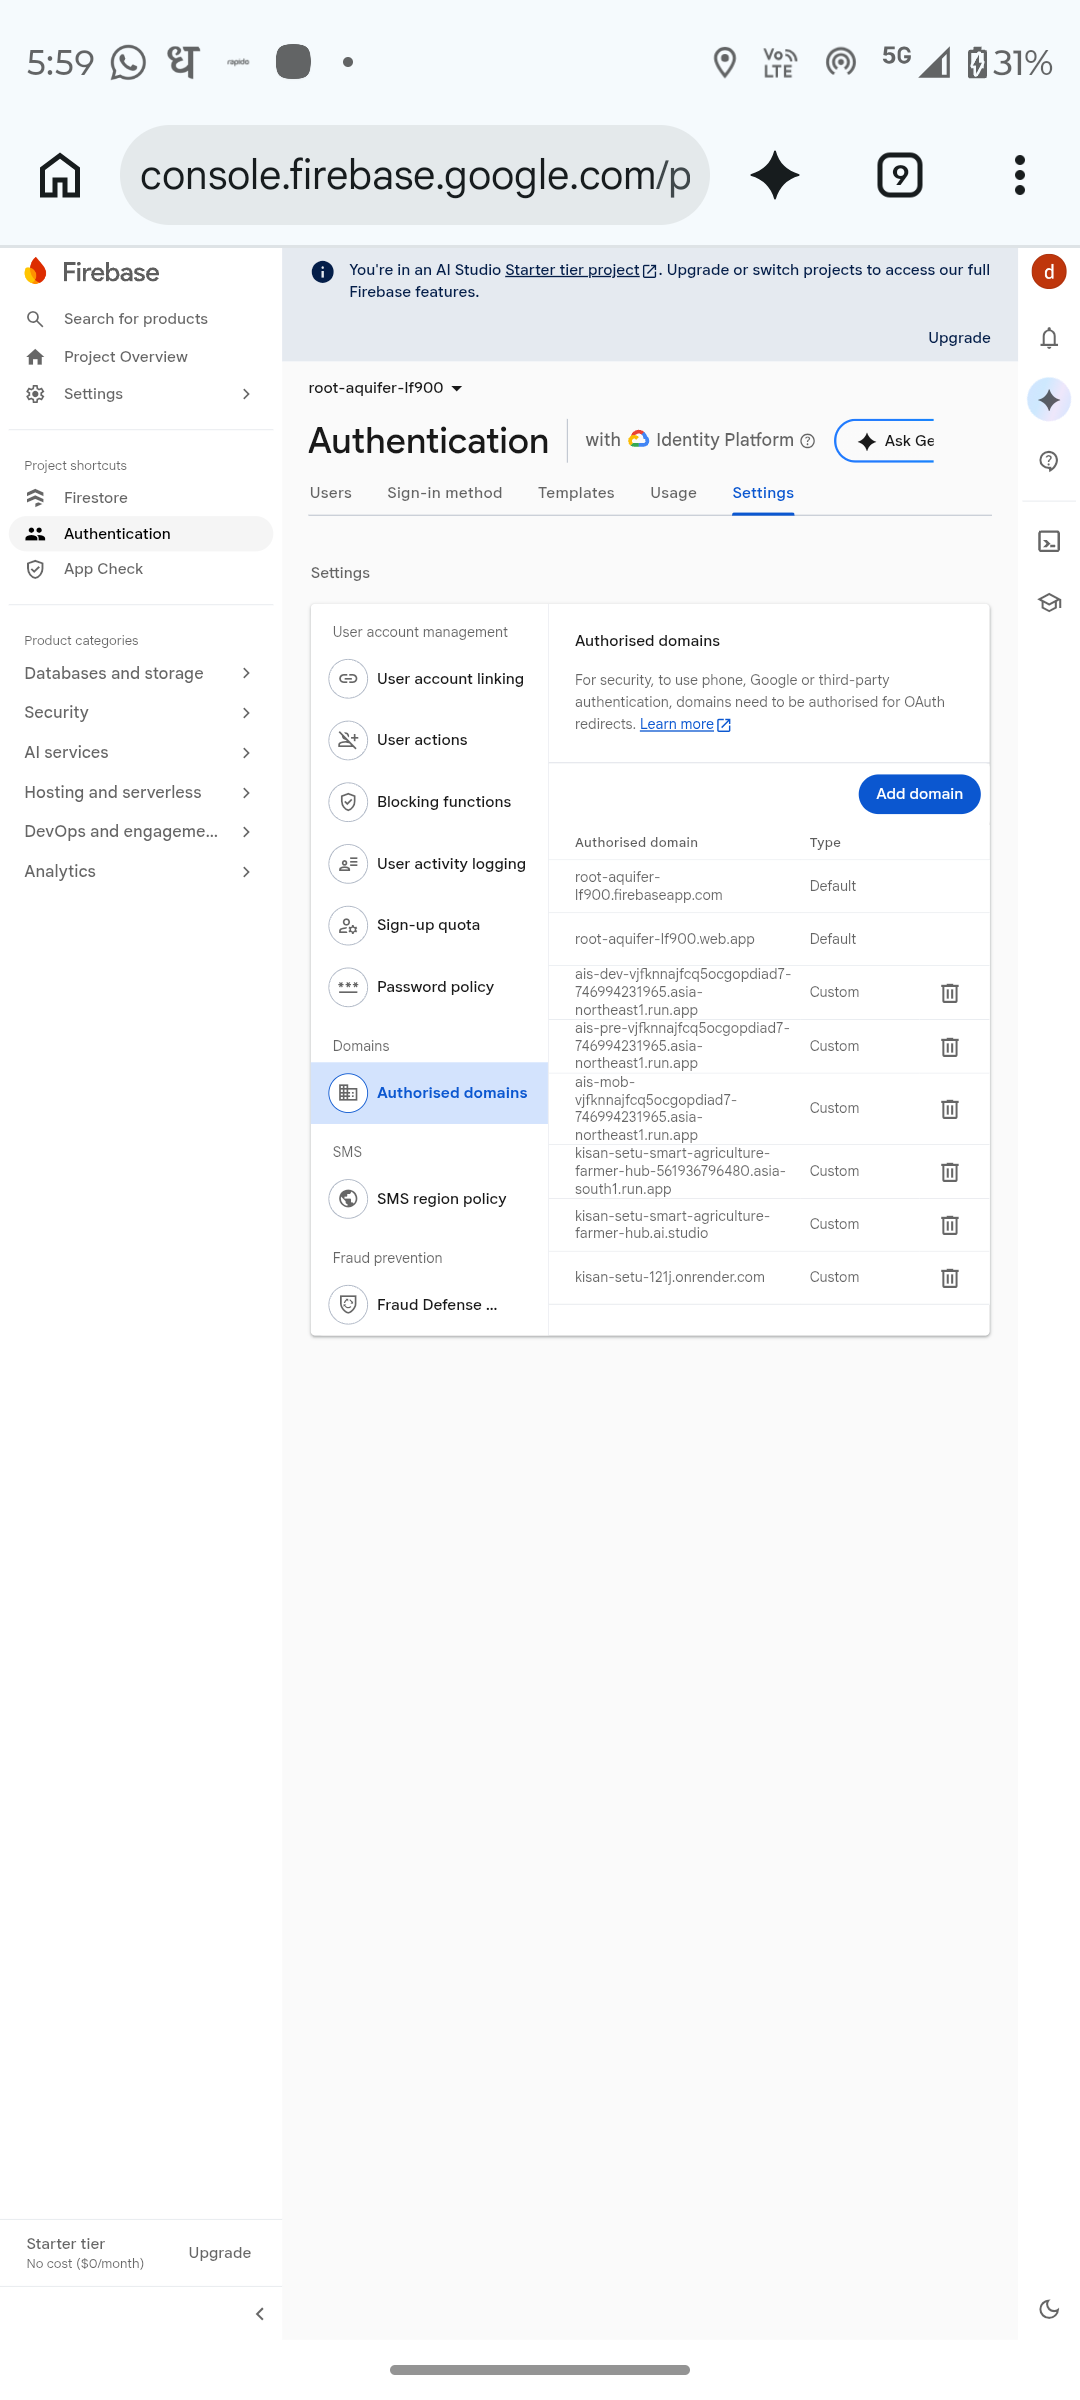 5:59 ध rapido Vo LTE 5G 31%
console.firebase.google.com/p 9
Firebase
Search for products
Project Overview
Settings
Project shortcuts
Firestore
Authentication
App Check
Product categories
Databases and storage
Security
AI services
Hosting and serverless
DevOps and engageme...
Analytics
Starter tier
No cost ($0/month)
Upgrade
You're in an AI Studio Starter tier project. Upgrade or switch projects to access our full
Firebase features.
Upgrade
d
root-aquifer-lf900
Authentication with Identity Platform Ask Ge
Users Sign-in method Templates Usage Settings
Settings
User account management
User account linking
User actions
Blocking functions
User activity logging
Sign-up quota
Password policy
Domains
Authorised domains
SMS
SMS region policy
Fraud prevention
Fraud Defense ...
Authorised domains
For security, to use phone, Google or third-party
authentication, domains need to be authorised for OAuth
redirects. Learn more
Add domain
Authorised domain Type
root-aquifer-
lf900.firebaseapp.com Default
root-aquifer-lf900.web.app Default
ais-dev-vjfknnajfcq5ocgopdiad7-
746994231965.asia- Custom
northeast1.run.app
ais-pre-vjfknnajfcq5ocgopdiad7-
746994231965.asia- Custom
northeast1.run.app
ais-mob-
vjfknnajfcq5ocgopdiad7-
746994231965.asia- Custom
northeast1.run.app
kisan-setu-smart-agriculture-
farmer-hub-561936796480.asia- Custom
south1.run.app
kisan-setu-smart-agriculture-
farmer-hub.ai.studio Custom
kisan-setu-121j.onrender.com Custom